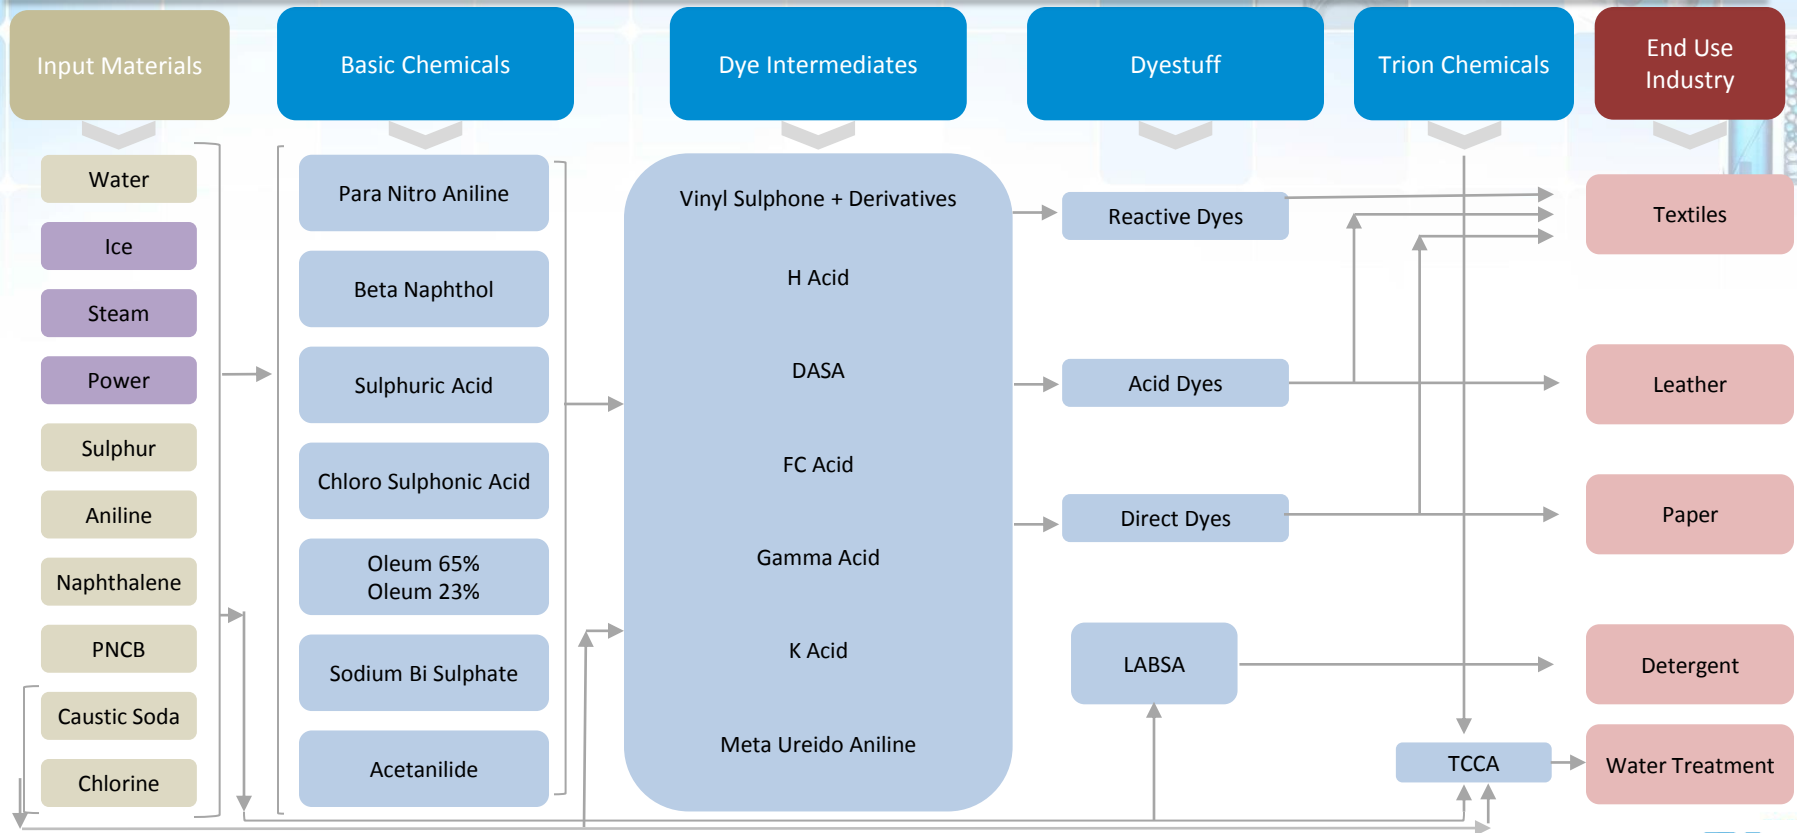 Input Materials
Basic Chemicals
Dye Intermediates
Dyestuff
Trion Chemicals
End Use
Industry
Water
Ice
Steam
Power
Sulphur
Aniline
Naphthalene
PNCB
Caustic Soda
Chlorine
Para Nitro Aniline
Beta Naphthol
Sulphuric Acid
Chloro Sulphonic Acid
Oleum 65%
Oleum 23%
Sodium Bi Sulphate
Acetanilide
Vinyl Sulphone + Derivatives
H Acid
DASA
FC Acid
Gamma Acid
K Acid
Meta Ureido Aniline
Reactive Dyes
Acid Dyes
Direct Dyes
LABSA
TCCA
Textiles
Leather
Paper
Detergent
Water Treatment